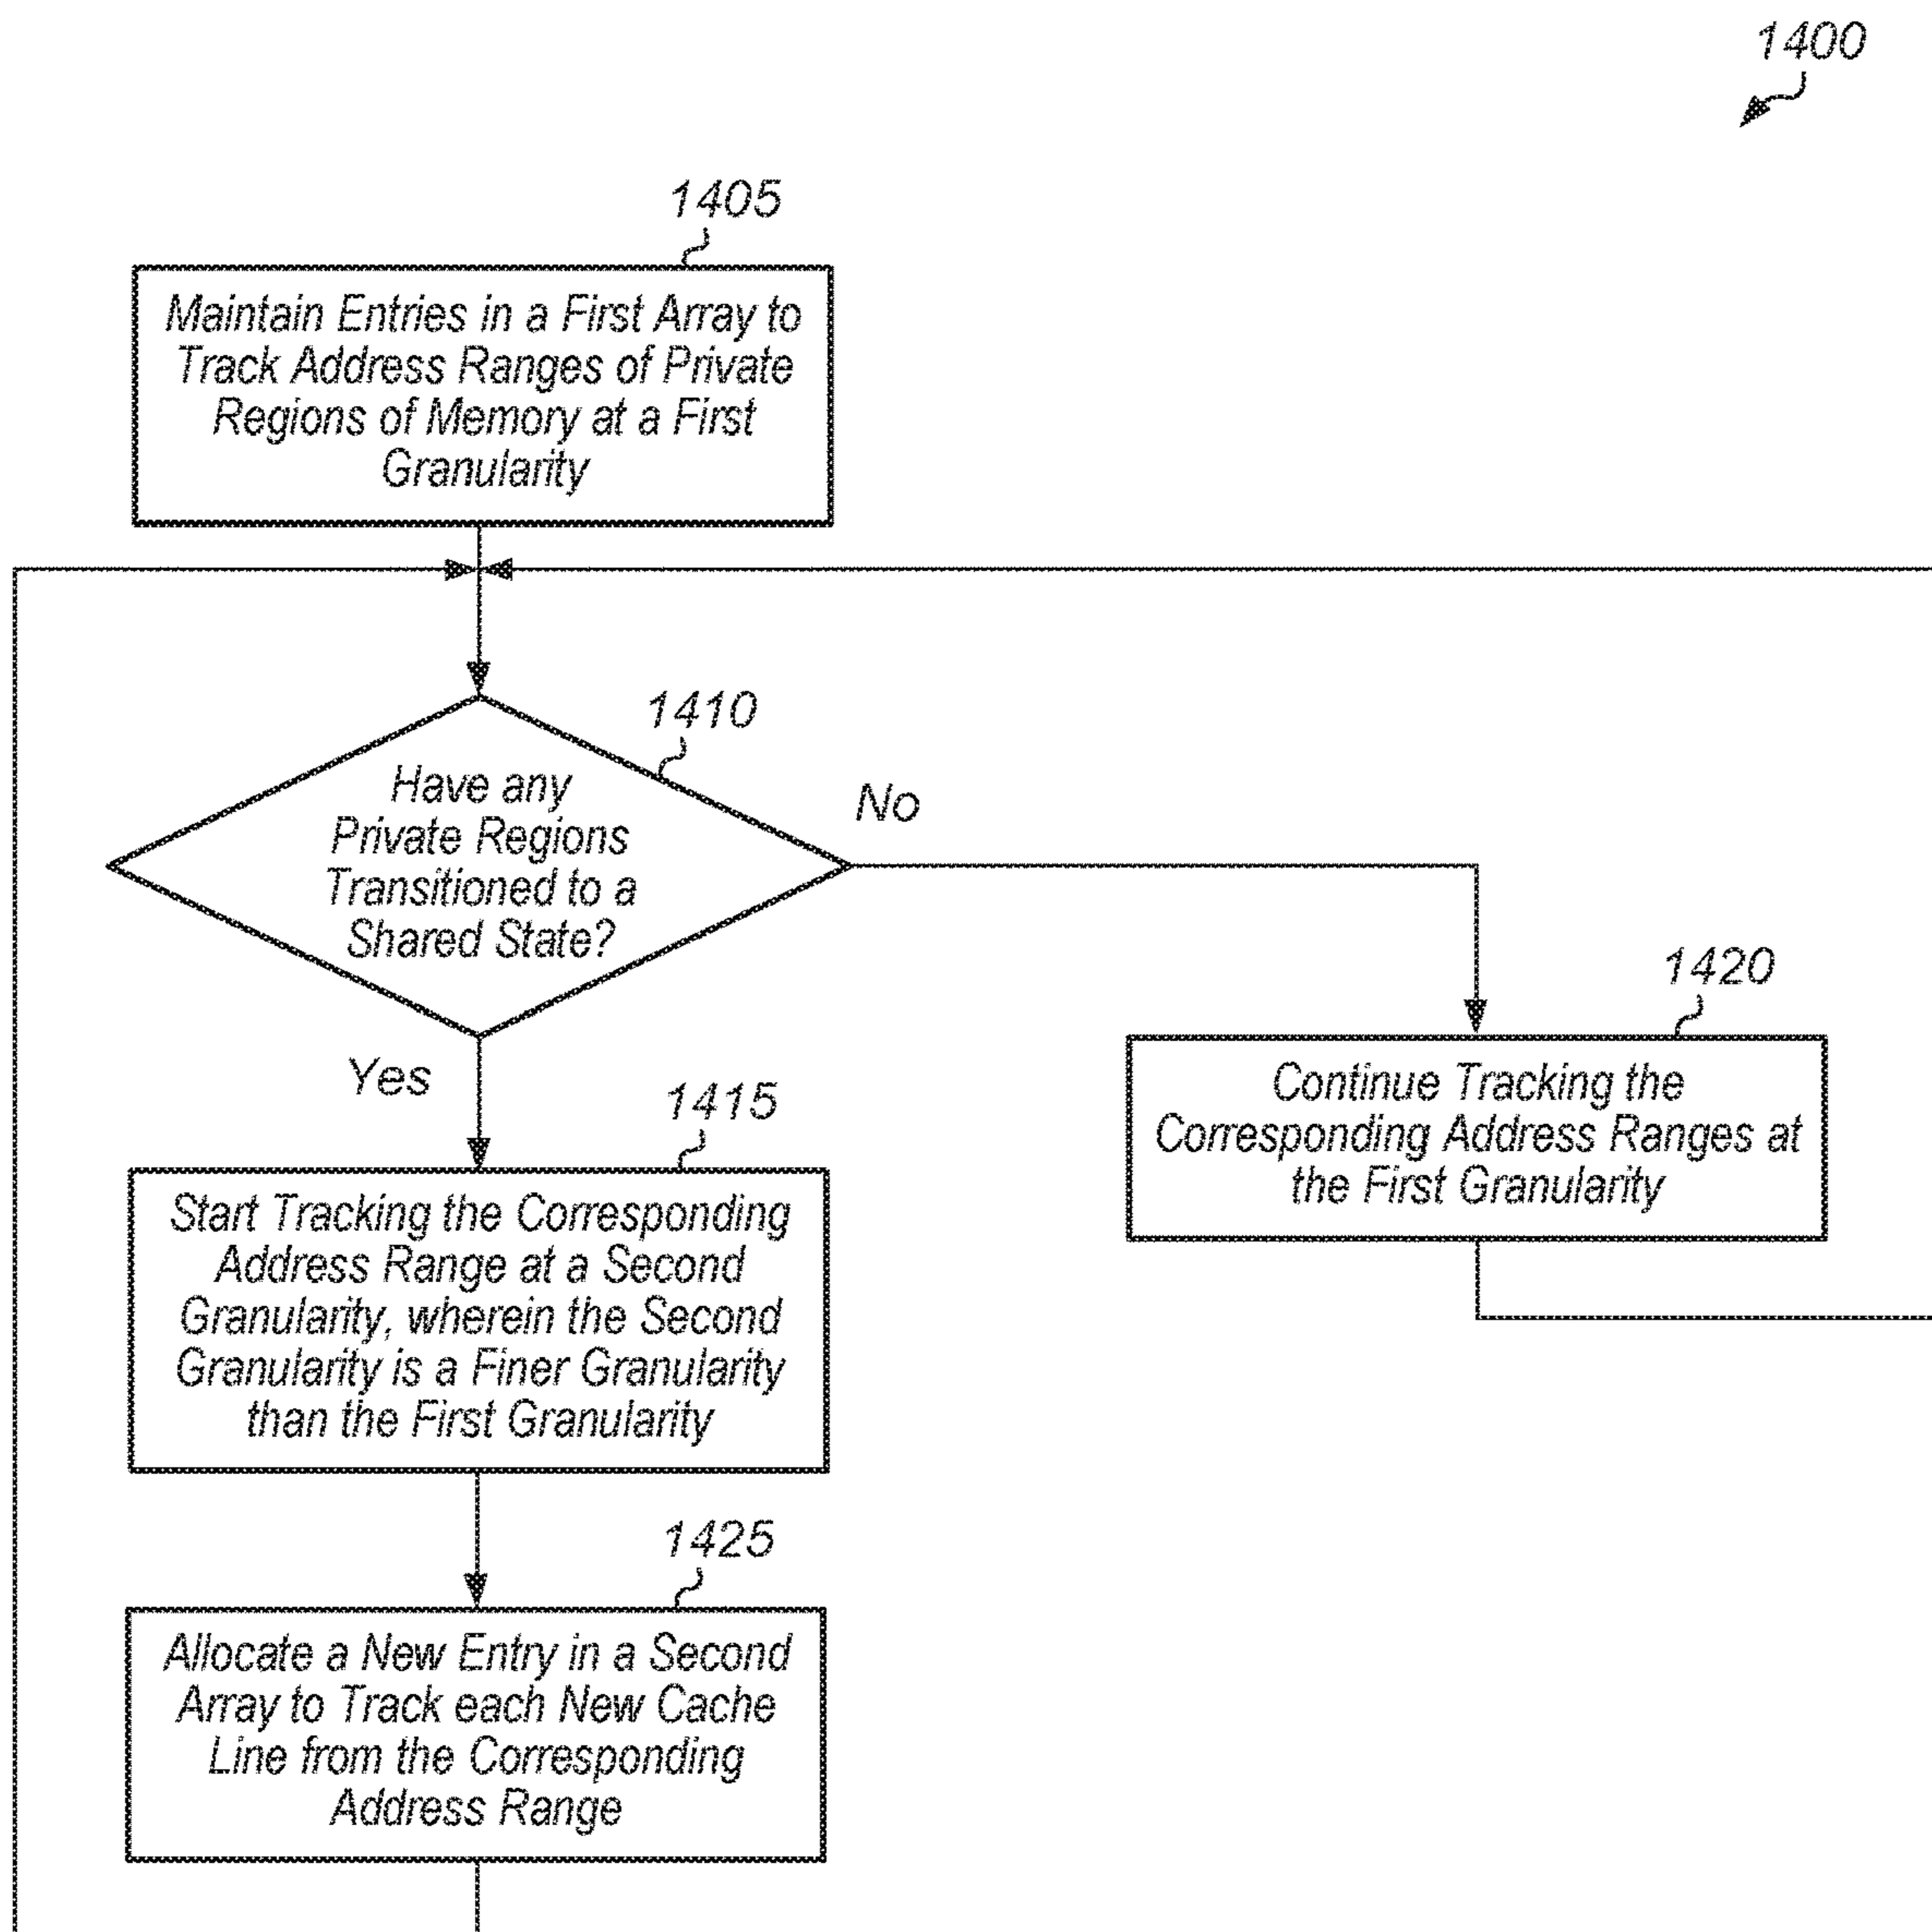 1400
1405
Maintain Entries in a First Array to
Track Address Ranges of Private
Regions of Memory at a First
Granularity
1410
Have any
Private Regions
Transitioned to a
Shared State?
No
Yes
1420
Continue Tracking the
Corresponding Address Ranges at
the First Granularity
1415
Start Tracking the Corresponding
Address Range at a Second
Granularity, wherein the Second
Granularity is a Finer Granularity
than the First Granularity
1425
Allocate a New Entry in a Second
Array to Track each New Cache
Line from the Corresponding
Address Range